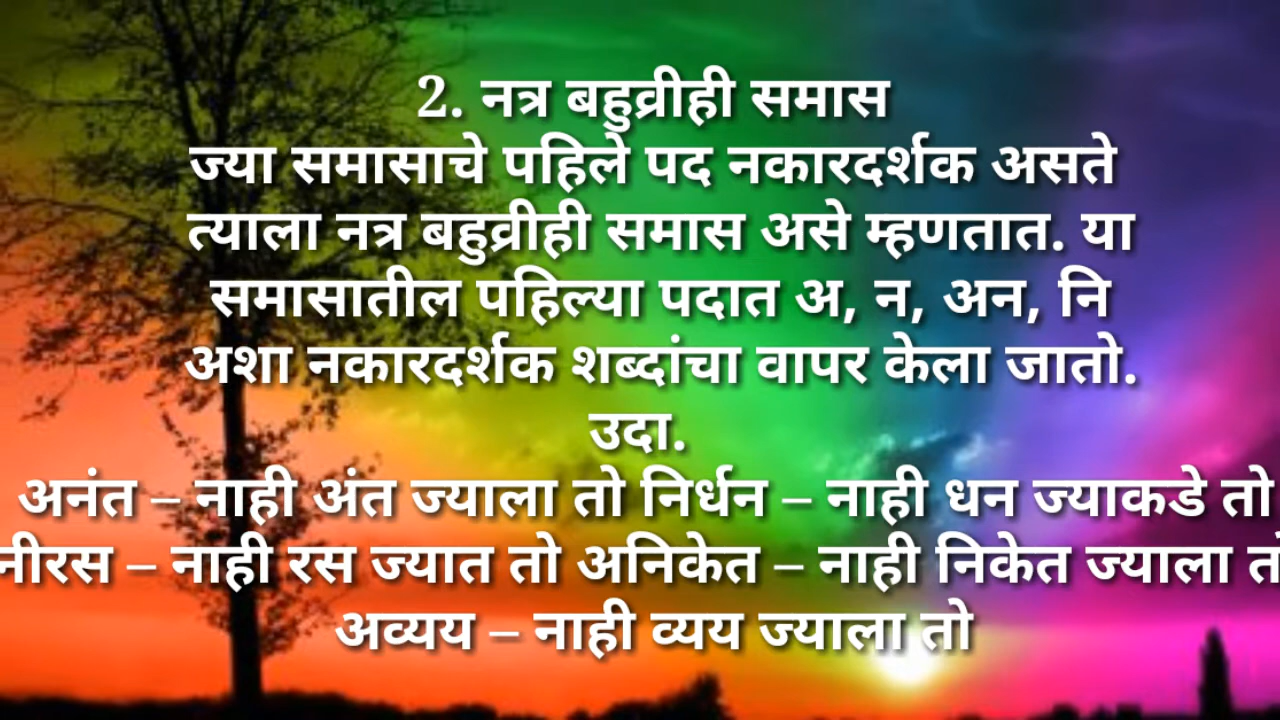 2. नत्र बहुव्रीही समास
ज्या समासाचे पहिले पद नकारदर्शक असते
त्याला नत्र बहुव्रीही समास असे म्हणतात. या
समासातील पहिल्या पदात अ, न, अन, नि
अशा नकारदर्शक शब्दांचा वापर केला जातो.
उदा.
अनंत – नाही अंत ज्याला तो निर्धन – नाही धन ज्याकडे तो
नीरस – नाही रस ज्यात तो अनिकेत – नाही निकेत ज्याला तो
अव्यय – नाही व्यय ज्याला तो